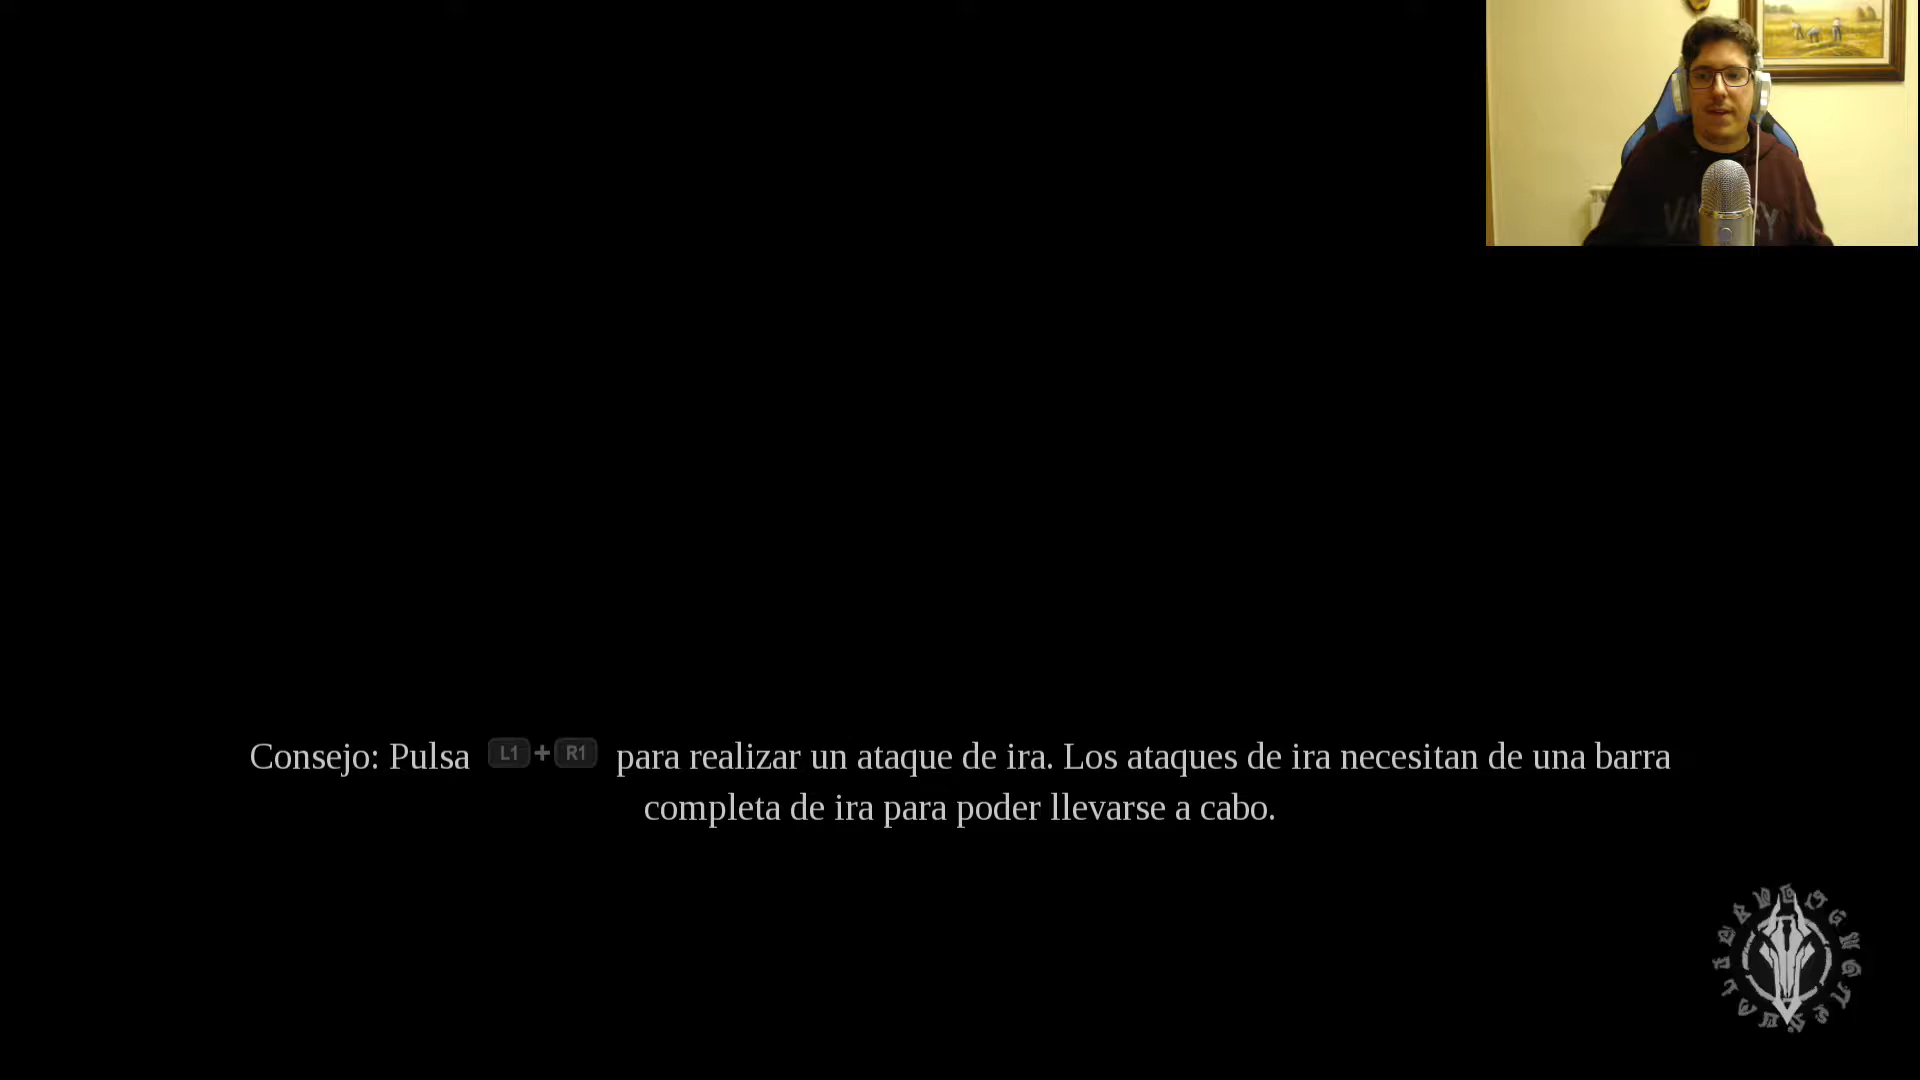 Consejo: Pulsa L1+R1 para realizar un ataque de ira. Los ataques de ira necesitan de una barra
completa de ira para poder llevarse a cabo.